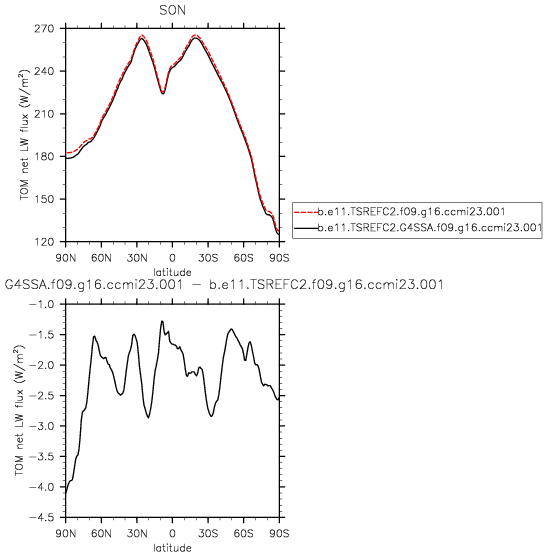 SON
270
240
210
180
150
120
TOM net LW flux (W/m²)
90N 60N 30N 0 30S 60S 90S
latitude
b.e11.TSREFC2.f09.g16.ccmi23.001
b.e11.TSREFC2.G4SSA.f09.g16.ccmi23.001
G4SSA.f09.g16.ccmi23.001 − b.e11.TSREFC2.f09.g16.ccmi23.001
−1.0
−1.5
−2.0
−2.5
−3.0
−3.5
−4.0
−4.5
TOM net LW flux (W/m²)
90N 60N 30N 0 30S 60S 90S
latitude